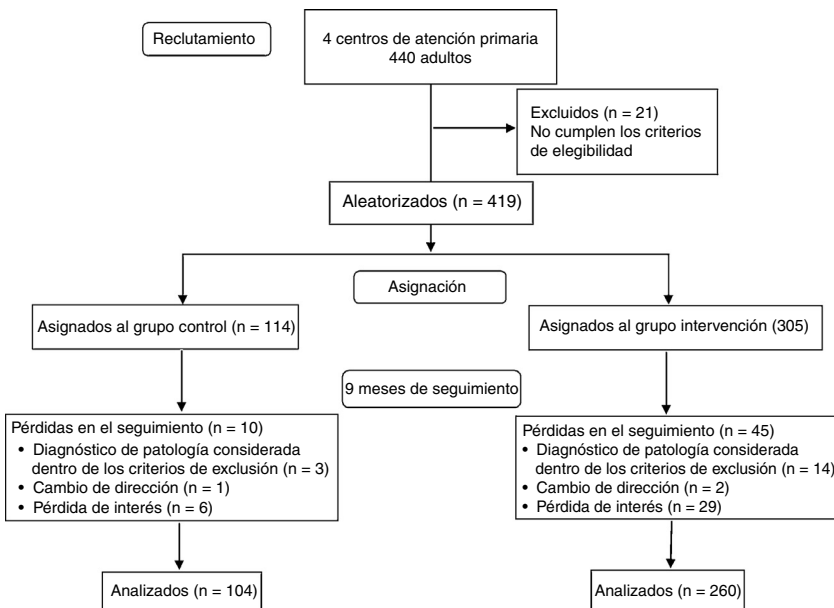 Reclutamiento
4 centros de atención primaria
440 adultos
Excluidos (n = 21)
No cumplen los criterios
de elegibilidad
Aleatorizados (n = 419)
Asignación
Asignados al grupo control (n = 114)
Asignados al grupo intervención (305)
9 meses de seguimiento
Pérdidas en el seguimiento (n = 10)
• Diagnóstico de patología considerada
dentro de los criterios de exclusión (n = 3)
• Cambio de dirección (n = 1)
• Pérdida de interés (n = 6)
Pérdidas en el seguimiento (n = 45)
• Diagnóstico de patología considerada
dentro de los criterios de exclusión (n = 14)
• Cambio de dirección (n = 2)
• Pérdida de interés (n = 29)
Analizados (n = 104)
Analizados (n = 260)